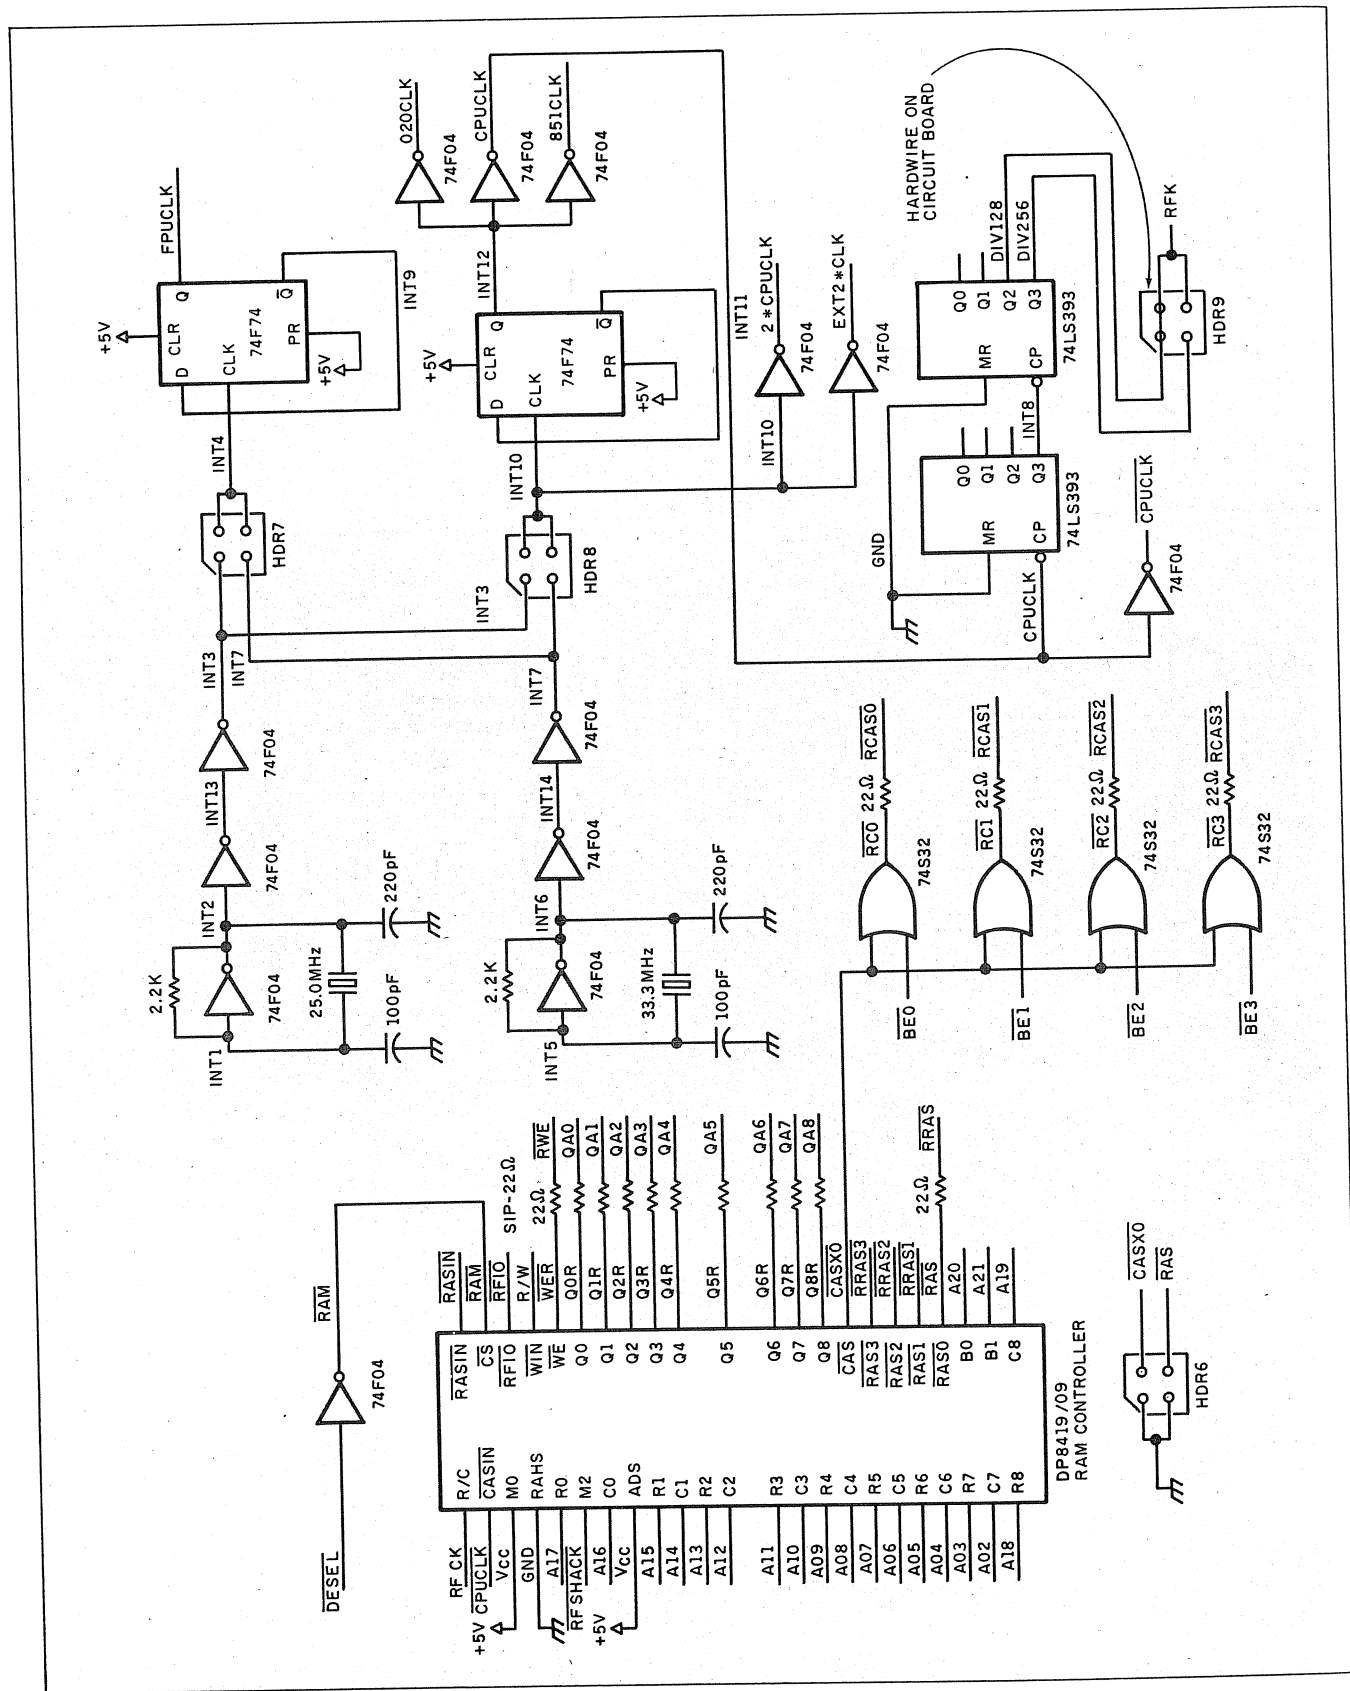 DESEL
74F04
RAM
RFCK
CPUCLK
+5V
Vcc
GND
A17
RFSHACK
A16
+5V
Vcc
A15
A14
A13
A12
A11
A10
A09
A08
A07
A06
A05
A04
A03
A02
A18
R/C
CASIN
M0
RAHS
R0
M2
C0
ADS
R1
C1
R2
C2
R3
C3
R4
C4
R5
C5
R6
C6
R7
C7
R8
RASIN
CS
RFIO
WIN
WE
Q0
Q1
Q2
Q3
Q4
Q5
Q6
Q7
Q8
CAS
RAS3
RAS2
RAS1
RAS0
B0
B1
C8
DP8419/09
RAM CONTROLLER
RASIN
RAM
RFIO
R/W
WER
Q0R
Q1R
Q2R
Q3R
Q4R
Q5R
Q6R
Q7R
Q8R
CASX0
RRAS3
RRAS2
RRAS1
RAS
A20
A21
A19
SIP-22Ω
22Ω
RWE
QA0
QA1
QA2
QA3
QA4
QA5
QA6
QA7
QA8
22Ω
RRAS
CASX0
RAS
HDR6
INT1
2.2K
74F04
INT2
25.0MHz
100pF
220pF
74F04
INT13
74F04
INT3
INT7
HDR7
INT4
+5V
D
CLR
Q
CLK
74F74
PR
Q
+5V
FPUCLK
INT9
INT5
2.2K
74F04
INT6
33.3MHz
100pF
220pF
74F04
INT14
74F04
INT7
INT3
HDR8
INT10
+5V
D
CLR
Q
CLK
74F74
PR
Q
+5V
INT12
020CLK
74F04
CPUCLK
74F04
851CLK
74F04
INT10
INT11
2*CPUCLK
74F04
EXT2*CLK
74F04
BE0
RC0
22Ω
RCAS0
74S32
BE1
RC1
22Ω
RCAS1
74S32
BE2
RC2
22Ω
RCAS2
74S32
BE3
RC3
22Ω
RCAS3
74S32
GND
CPUCLK
74F04
CPUCLK
MR
CP
Q0
Q1
Q2
Q3
74LS393
INT8
MR
CP
Q0
Q1
Q2
Q3
74LS393
DIV128
DIV256
HARDWIRE ON
CIRCUIT BOARD
RFK
HDR9